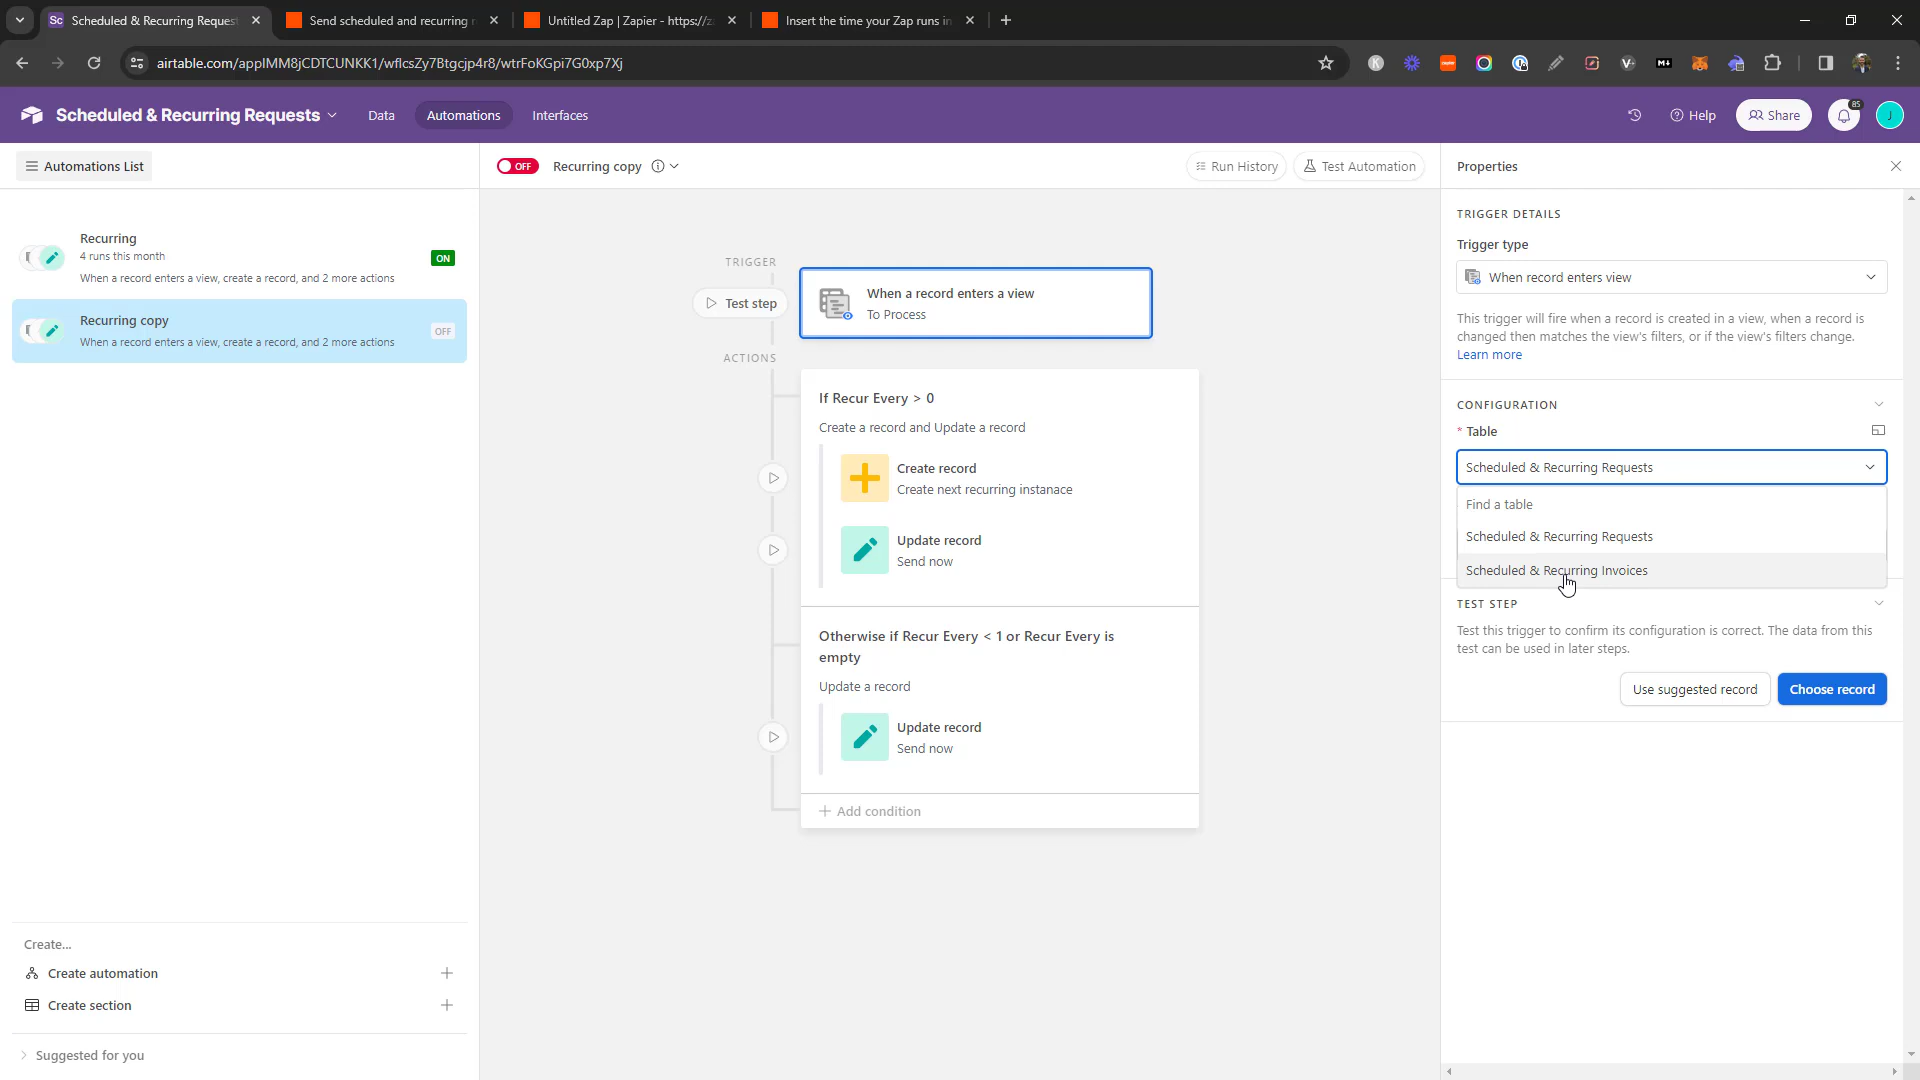 Sc Scheduled & Recurring Reques
Send scheduled and recurring r
Untitled Zap | Zapier - https://z
Insert the time your Zap runs in
airtable.com/appIMM8jCDTCUNKK1/wflcsZy7Btgcjp4r8/wtrFoKGpi7G0xp7Xj
Scheduled & Recurring Requests
Data
Automations
Interfaces
Help
Share
85
J
Automations List
OFF
Recurring copy
Run History
Test Automation
Properties
Recurring
4 runs this month
When a record enters a view, create a record, and 2 more actions
ON
Recurring copy
When a record enters a view, create a record, and 2 more actions
OFF
Create...
Create automation
Create section
Suggested for you
TRIGGER
Test step
When a record enters a view
To Process
ACTIONS
If Recur Every > 0
Create a record and Update a record
Create record
Create next recurring instanace
Update record
Send now
Otherwise if Recur Every < 1 or Recur Every is
empty
Update a record
Update record
Send now
Add condition
TRIGGER DETAILS
Trigger type
When record enters view
This trigger will fire when a record is created in a view, when a record is
changed then matches the view's filters, or if the view's filters change.
Learn more
CONFIGURATION
* Table
Scheduled & Recurring Requests
Find a table
Scheduled & Recurring Requests
Scheduled & Recurring Invoices
TEST STEP
Test this trigger to confirm its configuration is correct. The data from this
test can be used in later steps.
Use suggested record
Choose record